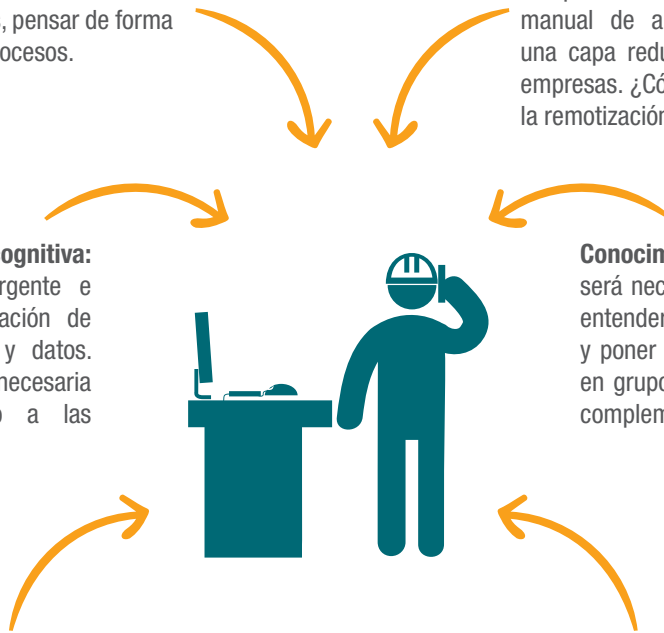 , pensar de forma
ocesos.
manual de a
una capa redu
empresas. ¿Có
la remotización
ognitiva:
rgente e
ación de
y datos.
necesaria
a las
Conocim
será nec
entender
y poner
en grupo
complem